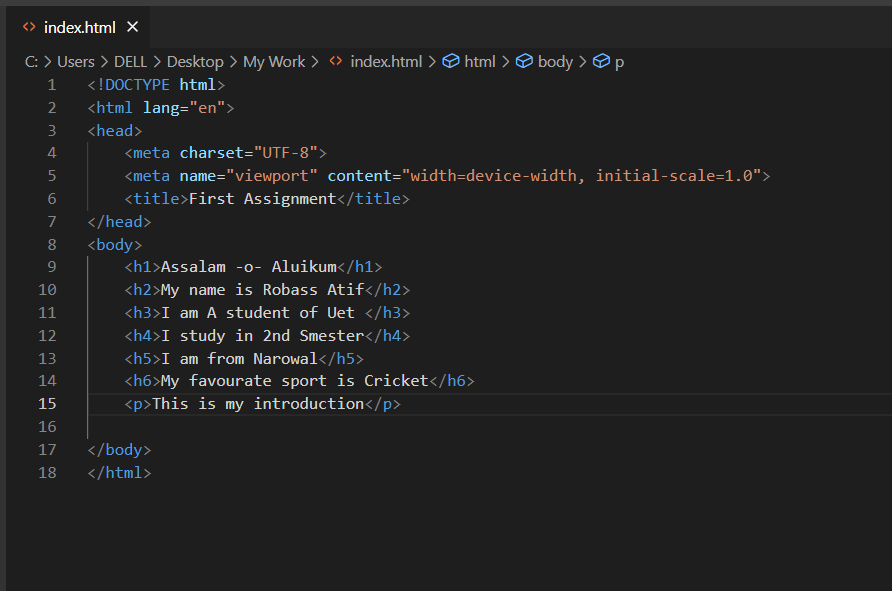 index.html
C: > Users > DELL > Desktop > My Work > index.html > html > body > p
1 <!DOCTYPE html>
2 <html lang="en">
3 <head>
4 <meta charset="UTF-8">
5 <meta name="viewport" content="width=device-width, initial-scale=1.0">
6 <title>First Assignment</title>
7 </head>
8 <body>
9 <h1>Assalam -o- Aluikum</h1>
10 <h2>My name is Robass Atif</h2>
11 <h3>I am A student of Uet </h3>
12 <h4>I study in 2nd Smester</h4>
13 <h5>I am from Narowal</h5>
14 <h6>My favourate sport is Cricket</h6>
15 <p>This is my introduction</p>
16
17 </body>
18 </html>